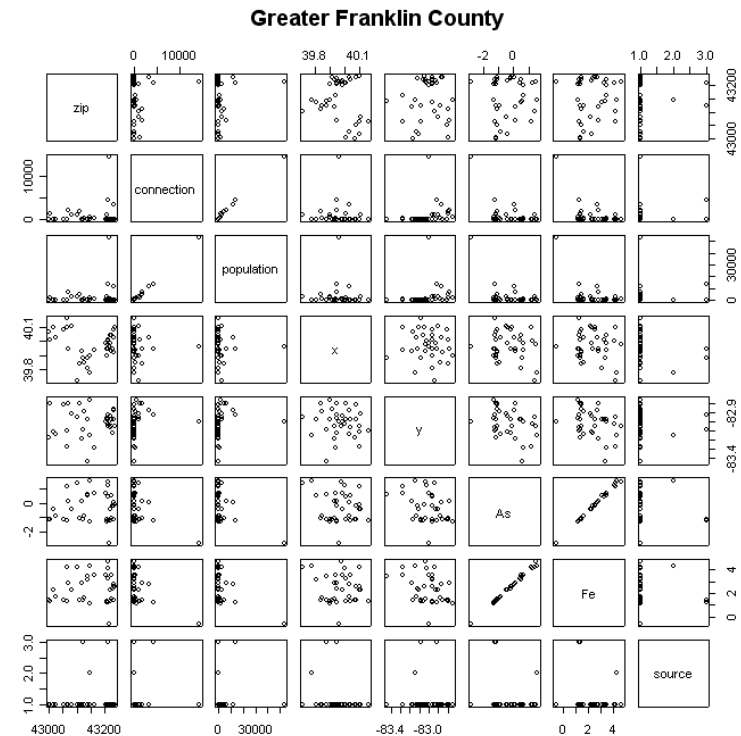 Greater Franklin County
0 10000 39.8 40.1 -2 0 1.0 2.0 3.0
zip
43000 43200
connection
0 10000
population
0 30000
x
39.8 40.1
y
-83.4 -82.9
As
-2 0
Fe
0 2 4
source
1.0 2.0 3.0
43000 43200 0 30000 -83.4 -83.0 0 2 4